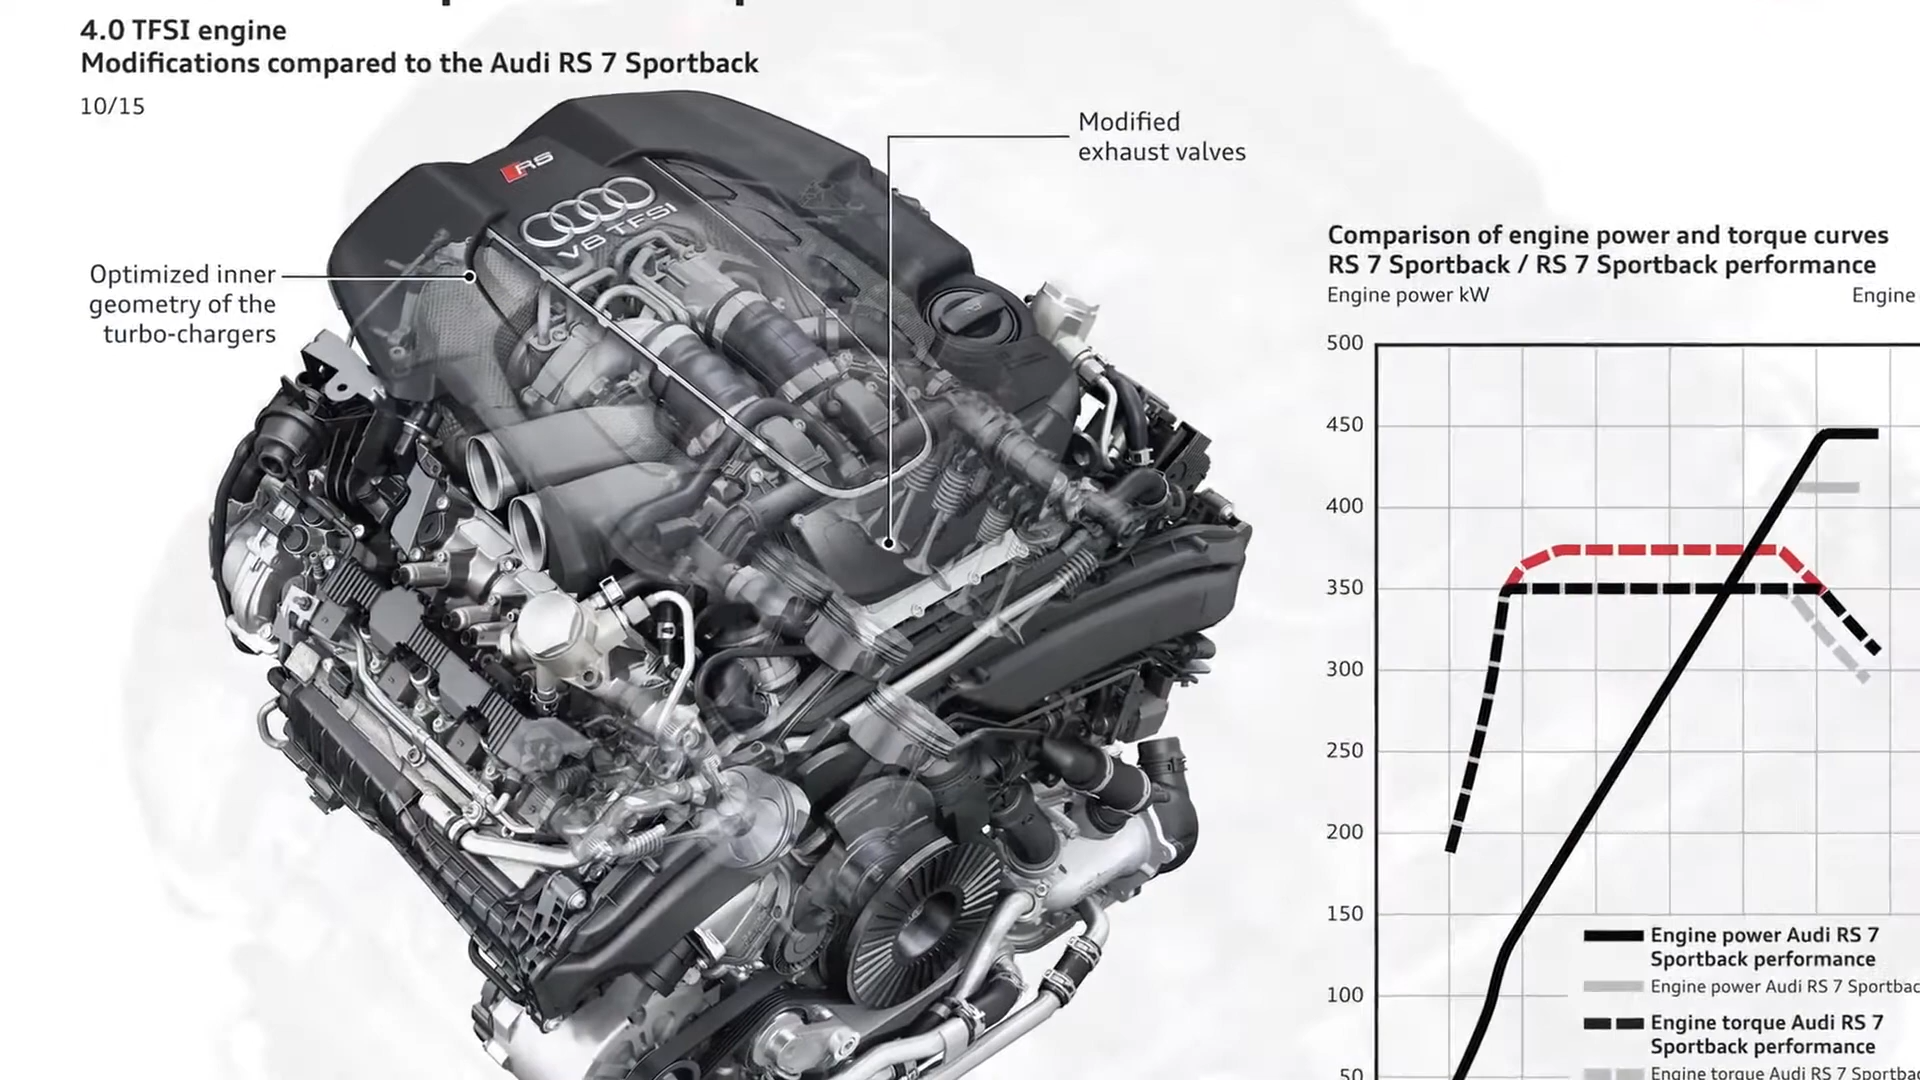 4.0 TFSI engine
Modifications compared to the Audi RS 7 Sportback
10/15
RS
V8 TFSI
Modified
exhaust valves
Optimized inner
geometry of the
turbo-chargers
Comparison of engine power and torque curves
RS 7 Sportback / RS 7 Sportback performance
Engine power kW
Engine
500
450
400
350
300
250
200
150
100
50
Engine power Audi RS 7
Sportback performance
Engine power Audi RS 7 Sportbac
Engine torque Audi RS 7
Sportback performance
Engine torque Audi RS 7 Sportbac